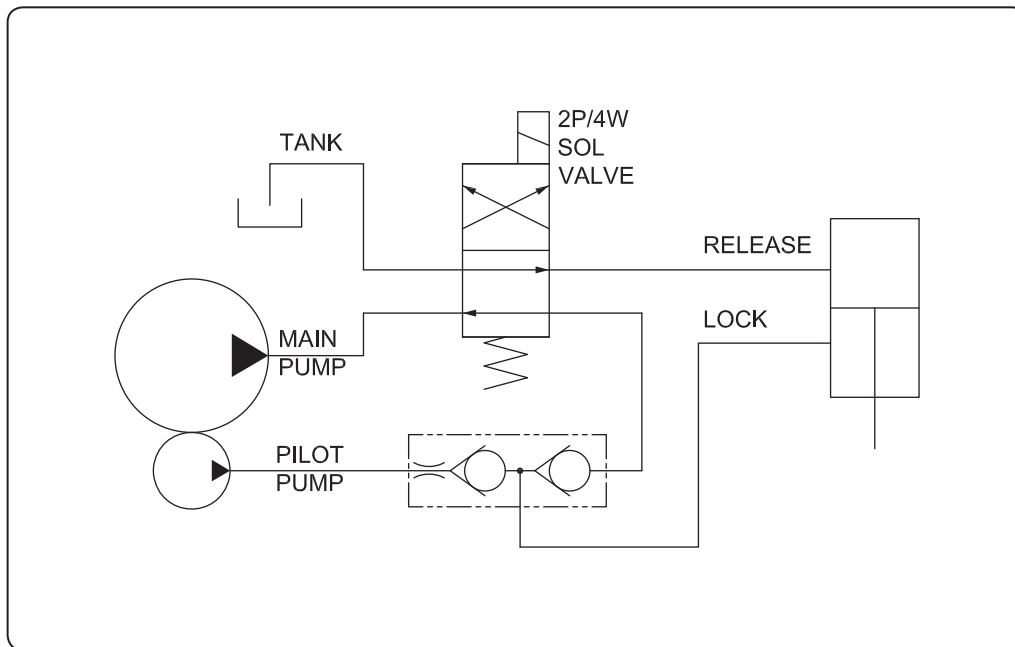 2P/4W
SOL
VALVE
TANK
RELEASE
LOCK
MAIN
PUMP
PILOT
PUMP